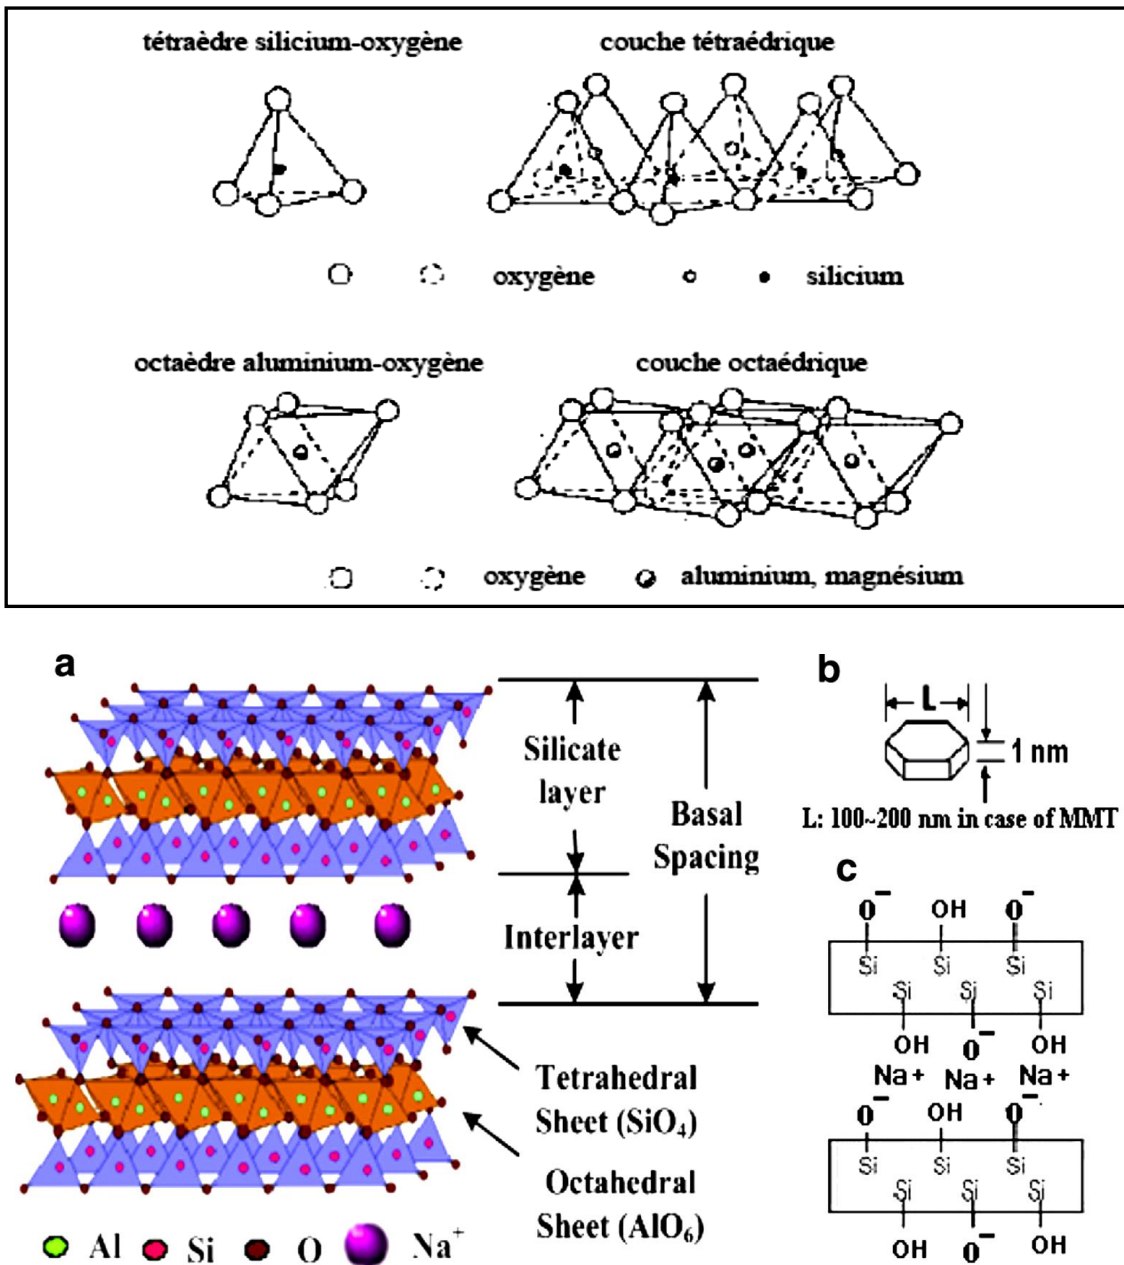 tétraèdre silicium-oxygène
couche tétraédrique
oxygène
silicium
octaèdre aluminium-oxygène
couche octaédrique
oxygène
aluminium, magnésium
a
Silicate
layer
Basal
Spacing
Interlayer
Tetrahedral
Sheet (SiO₄)
Octahedral
Sheet (AlO₆)
Al
Si
O
Na⁺
b
L
1 nm
L: 100~200 nm in case of MMT
c
O⁻ OH O⁻
Si Si Si
Si Si Si
OH O⁻ OH
Na+ Na+ Na+
O⁻ OH O⁻
Si Si Si
Si Si Si
OH O⁻ OH